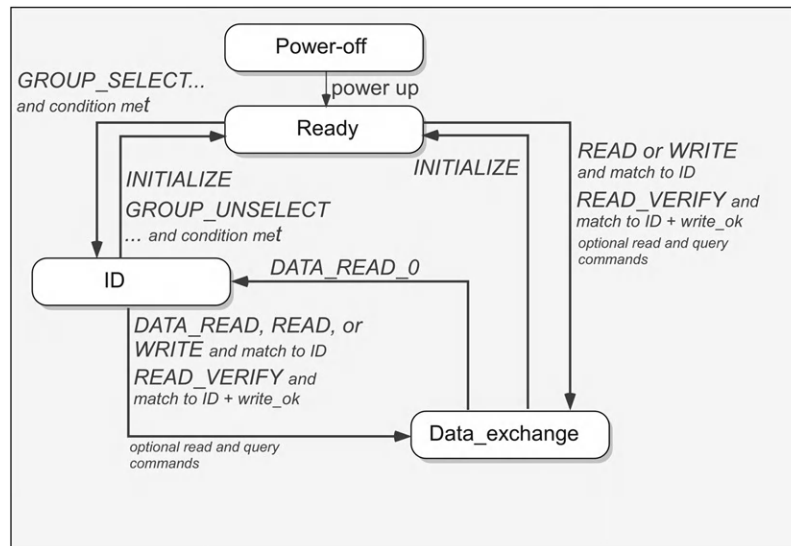 Power-off
power up
GROUP_SELECT...
and condition met
Ready
INITIALIZE
GROUP_UNSELECT
... and condition met
INITIALIZE
READ or WRITE
and match to ID
READ_VERIFY and
match to ID + write_ok
optional read and query
commands
ID
DATA_READ_0
DATA_READ, READ, or
WRITE and match to ID
READ_VERIFY and
match to ID + write_ok
optional read and query
commands
Data_exchange